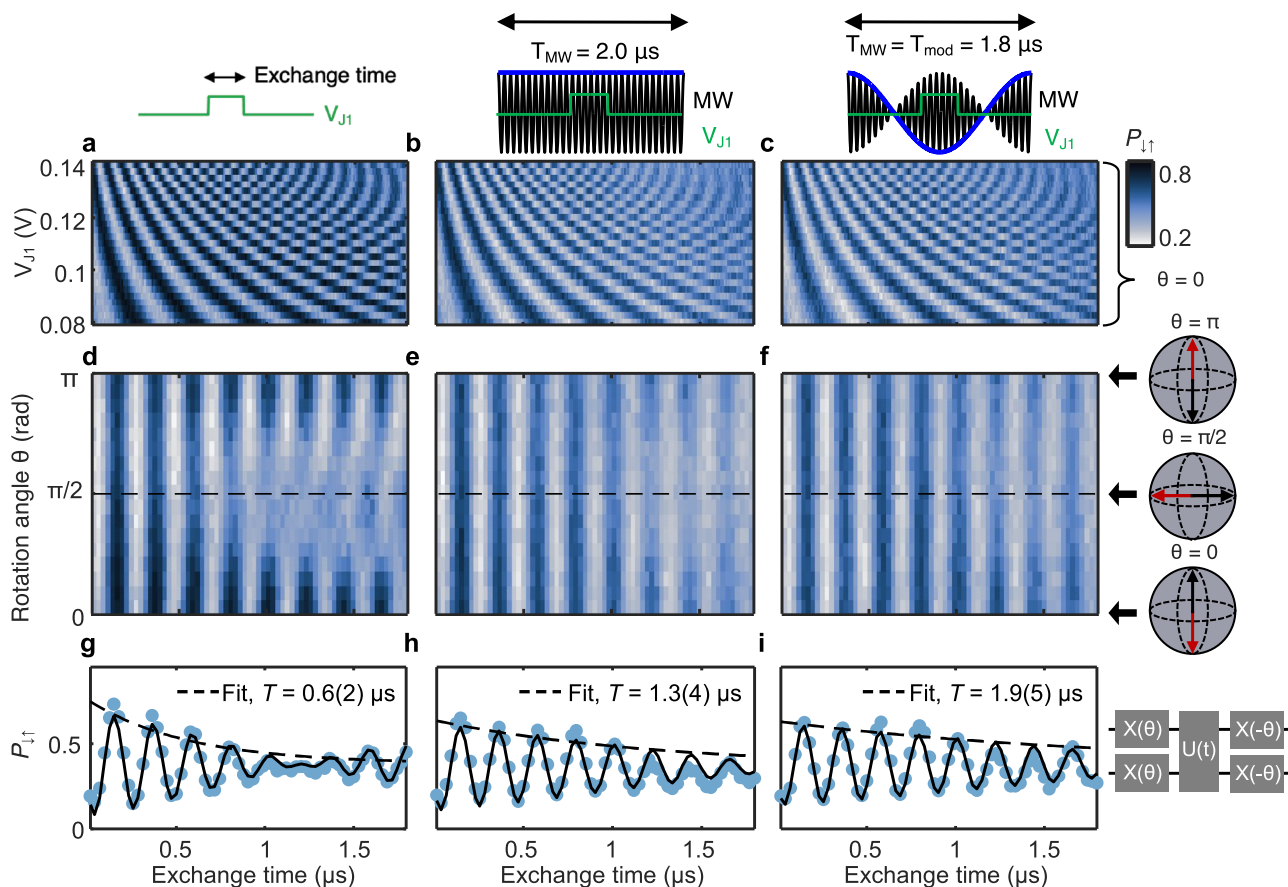 Exchange time
V_J1
T_MW = 2.0 µs
MW
V_J1
T_MW = T_mod = 1.8 µs
MW
V_J1
P↓↑
a
b
c
0.14
0.12
0.1
0.08
V_J1 (V)
0.8
0.2
θ = 0
d
e
f
π
π/2
0
Rotation angle θ (rad)
θ = π
θ = π/2
θ = 0
g
h
i
Fit, T = 0.6(2) µs
Fit, T = 1.3(4) µs
Fit, T = 1.9(5) µs
P↓↑
0.5
0
X(θ) U(t) X(-θ)
X(θ) X(-θ)
0.5 1 1.5
0.5 1 1.5
0.5 1 1.5
Exchange time (µs)
Exchange time (µs)
Exchange time (µs)